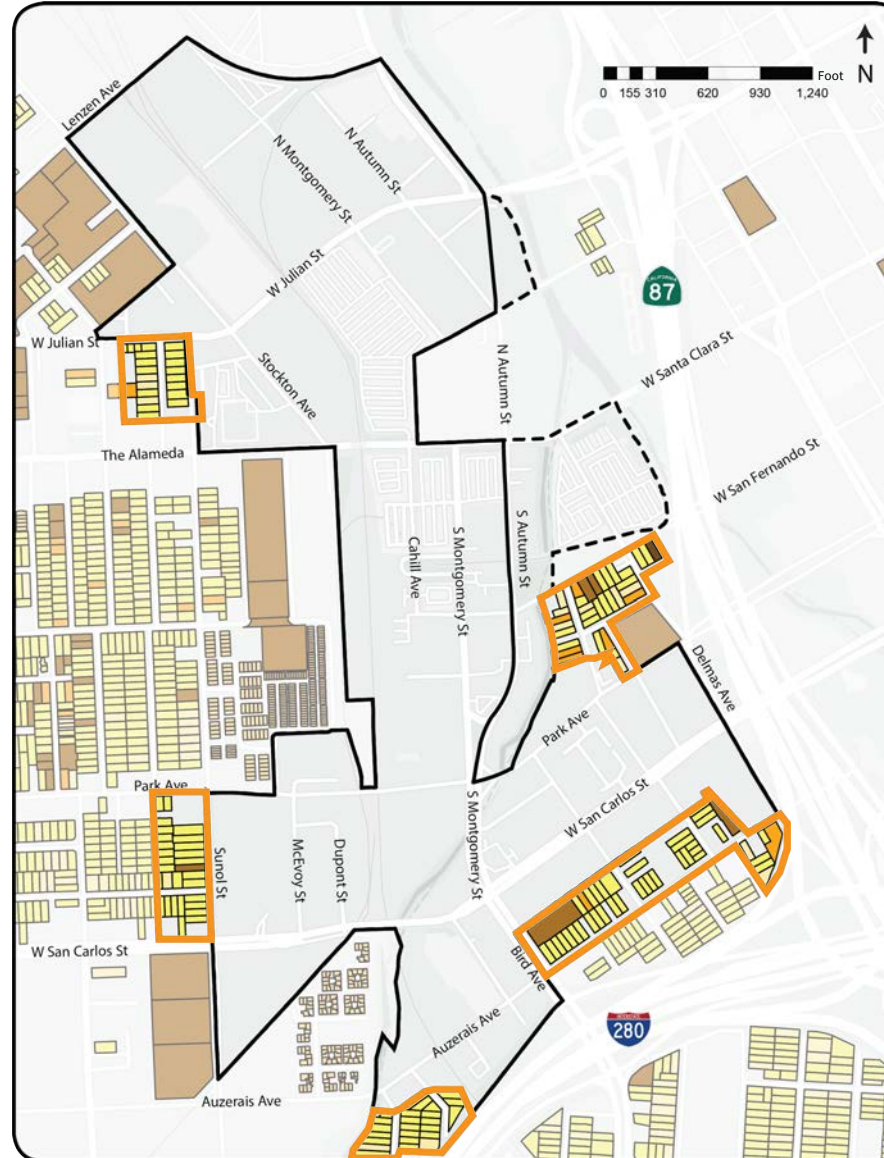 N
Foot
0 155 310 620 930 1,240
Lenzen Ave
N Montgomery St
N Autumn St
W Julian St
CALIFORNIA
87
W Julian St
Stockton Ave
N Autumn St
W Santa Clara St
The Alameda
W San Fernando St
Cahill Ave
S Montgomery St
S Autumn St
Delmas Ave
Park Ave
Park Ave
W San Carlos St
Sunol St
McEvoy St
Dupont St
S Montgomery St
W San Carlos St
Bird Ave
Auzerais Ave
280
Auzerais Ave